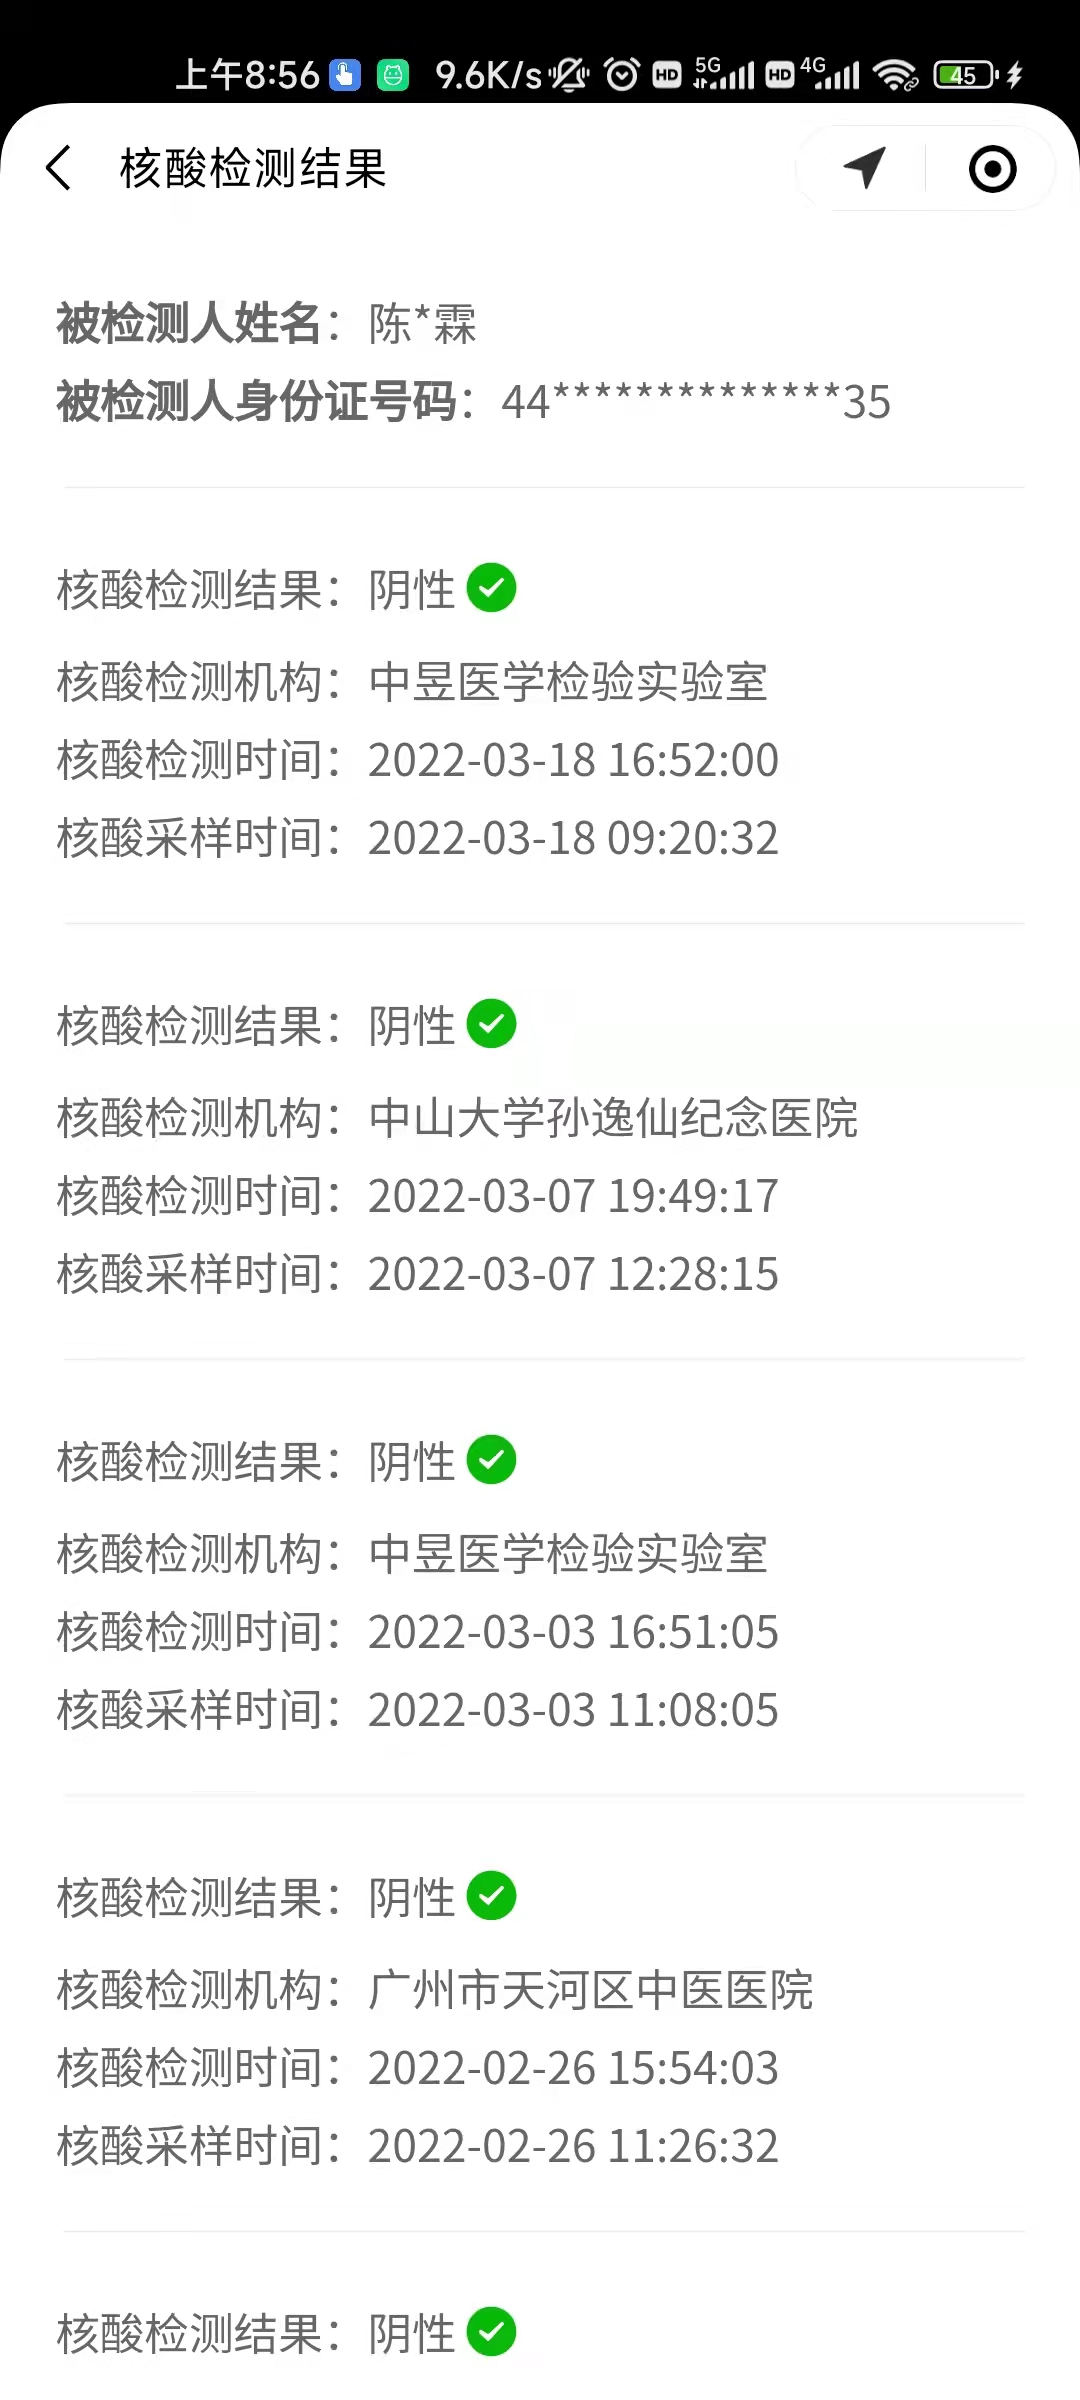 上午8:56 9.6K/s HD 5G HD 4G 45
核酸检测结果
被检测人姓名：陈*霖
被检测人身份证号码：44**************35
核酸检测结果：阴性
核酸检测机构：中昱医学检验实验室
核酸检测时间：2022-03-18 16:52:00
核酸采样时间：2022-03-18 09:20:32
核酸检测结果：阴性
核酸检测机构：中山大学孙逸仙纪念医院
核酸检测时间：2022-03-07 19:49:17
核酸采样时间：2022-03-07 12:28:15
核酸检测结果：阴性
核酸检测机构：中昱医学检验实验室
核酸检测时间：2022-03-03 16:51:05
核酸采样时间：2022-03-03 11:08:05
核酸检测结果：阴性
核酸检测机构：广州市天河区中医医院
核酸检测时间：2022-02-26 15:54:03
核酸采样时间：2022-02-26 11:26:32
核酸检测结果：阴性